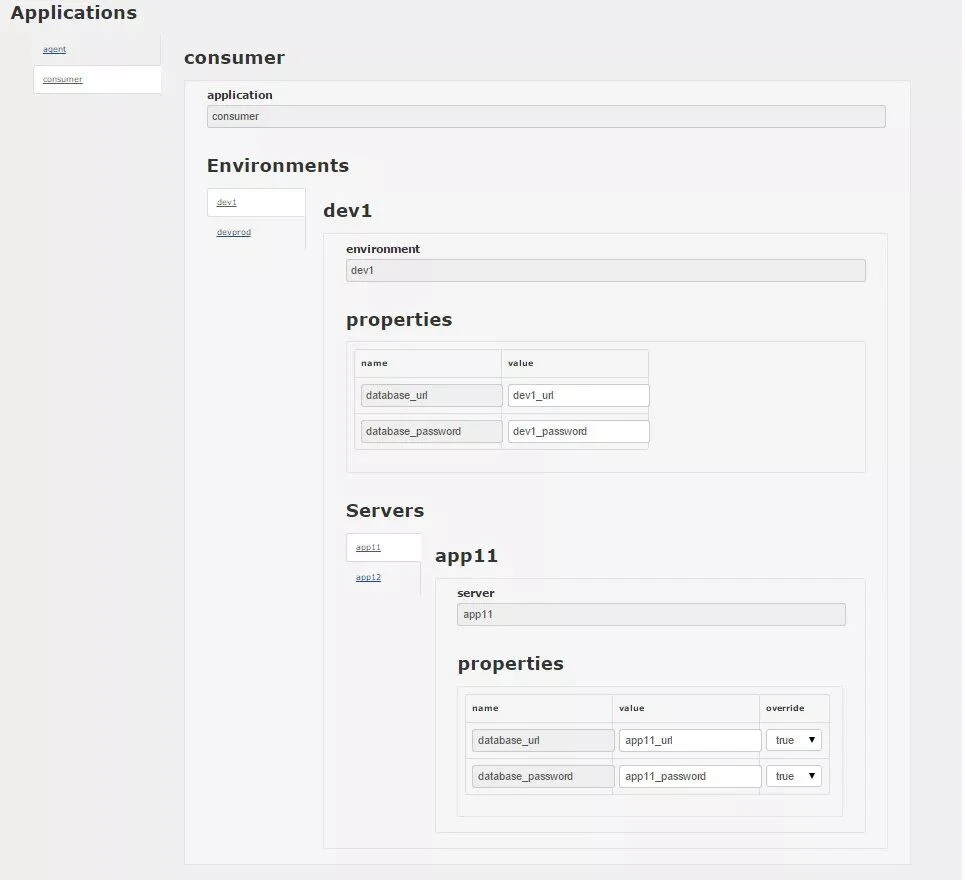 Applications
agent
consumer
consumer
application
consumer
Environments
dev1
devprod
dev1
environment
dev1
properties
name value
database_url dev1_url
database_password dev1_password
Servers
app11
app12
app11
server
app11
properties
name value override
database_url app11_url true
database_password app11_password true